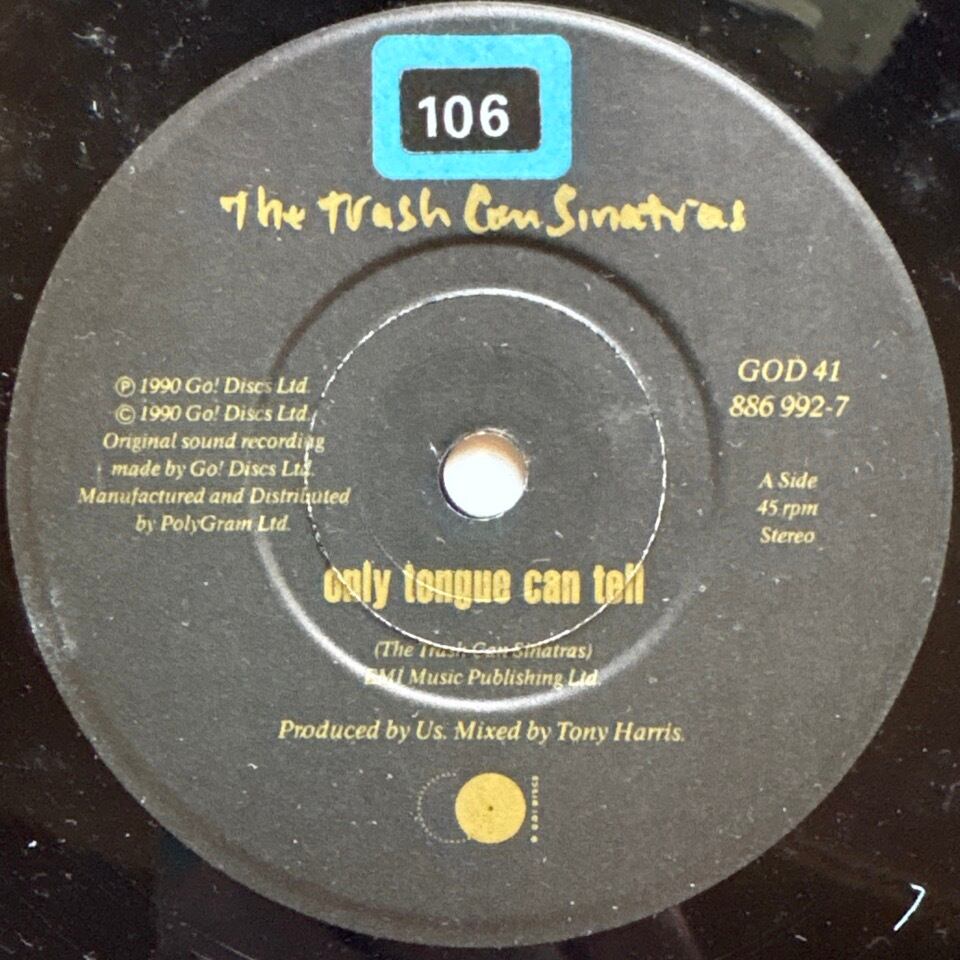 106
The Trash Can Sinatras
℗ 1990 Go! Discs Ltd.
© 1990 Go! Discs Ltd.
Original sound recording
made by Go! Discs Ltd.
Manufactured and Distributed
by PolyGram Ltd.
GOD 41
886 992-7
A Side
45 rpm
Stereo
only tongue can tell
(The Trash Can Sinatras)
EMI Music Publishing Ltd.
Produced by Us. Mixed by Tony Harris.
go! discs